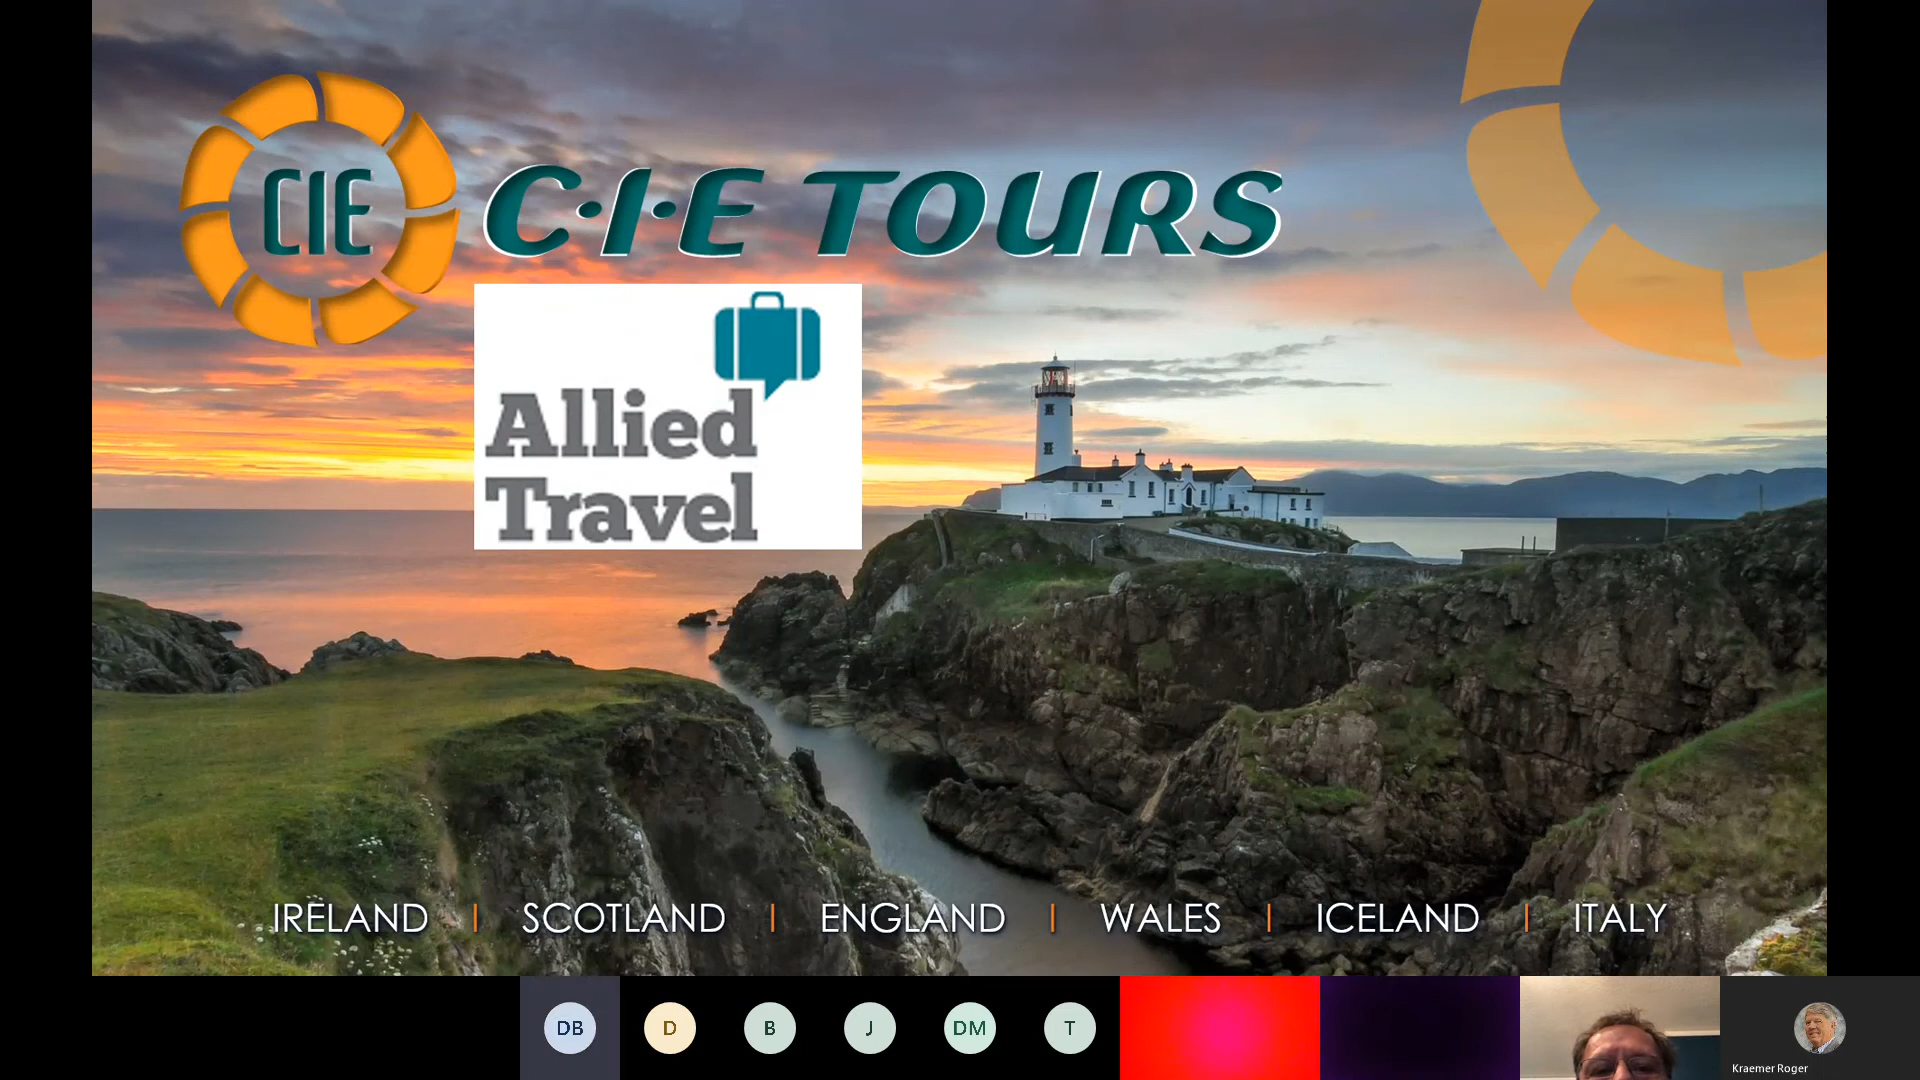 CIE
C·I·E TOURS
Allied
Travel
IRELAND | SCOTLAND | ENGLAND | WALES | ICELAND | ITALY
DB
D
B
J
DM
T
Kraemer Roger